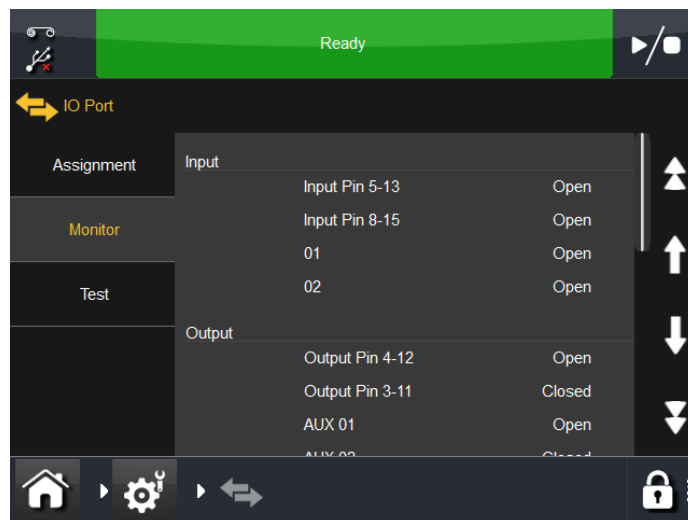 Ready
IO Port
Assignment
Monitor
Test
Input
Input Pin 5-13 Open
Input Pin 8-15 Open
01 Open
02 Open
Output
Output Pin 4-12 Open
Output Pin 3-11 Closed
AUX 01 Open